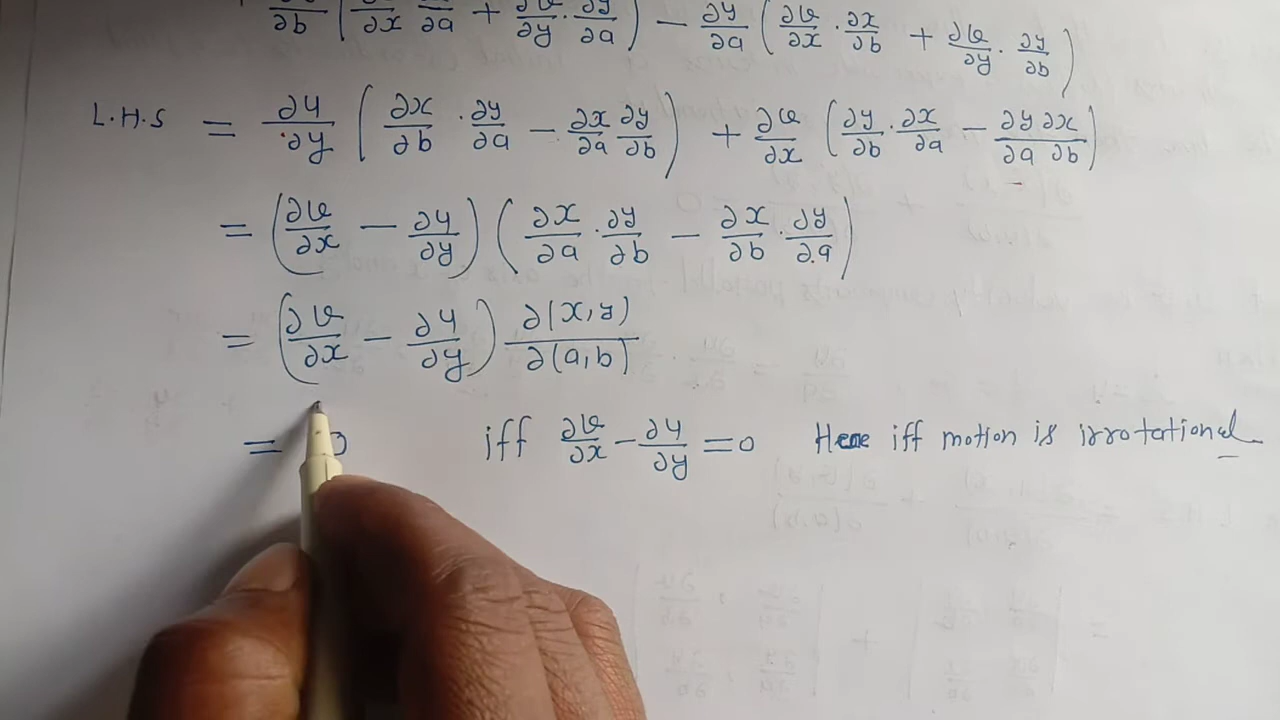 ∂b ( ∂x ∂a + ∂v/∂y · ∂y/∂a ) − ∂y/∂a ( ∂v/∂x · ∂x/∂b + ∂v/∂y · ∂y/∂b )
L.H.S = ∂u/∂y ( ∂x/∂b · ∂y/∂a − ∂x/∂a ∂y/∂b ) + ∂v/∂x ( ∂y/∂b · ∂x/∂a − ∂y/∂a ∂x/∂b )
= ( ∂v/∂x − ∂u/∂y ) ( ∂x/∂a · ∂y/∂b − ∂x/∂b · ∂y/∂a )
= ( ∂v/∂x − ∂u/∂y ) ∂(x,y)/∂(a,b)
= 0 iff ∂v/∂x − ∂u/∂y = 0 Hence iff motion is irrotational